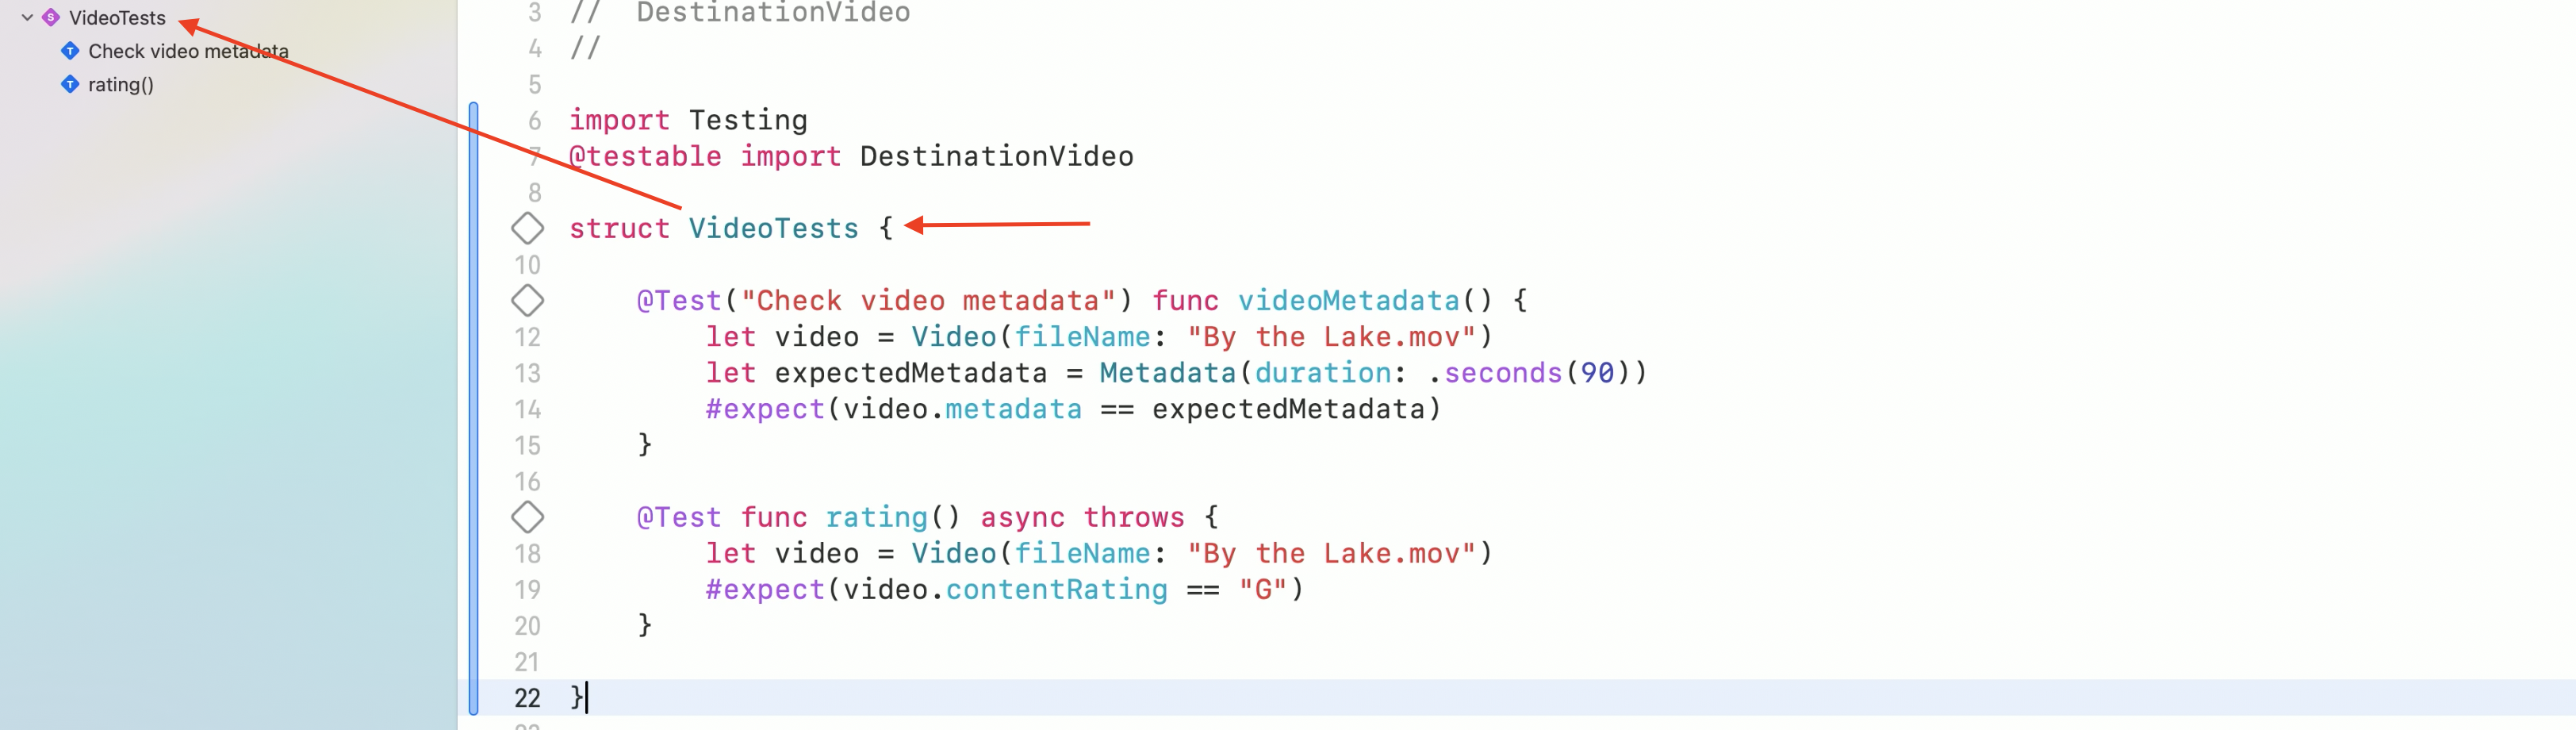 VideoTests
Check video metadata
rating()
3 //  DestinationVideo
4 //
5
6 import Testing
7 @testable import DestinationVideo
8
struct VideoTests {
10
@Test("Check video metadata") func videoMetadata() {
12 let video = Video(fileName: "By the Lake.mov")
13 let expectedMetadata = Metadata(duration: .seconds(90))
14 #expect(video.metadata == expectedMetadata)
15 }
16
@Test func rating() async throws {
18 let video = Video(fileName: "By the Lake.mov")
19 #expect(video.contentRating == "G")
20 }
21
22 }